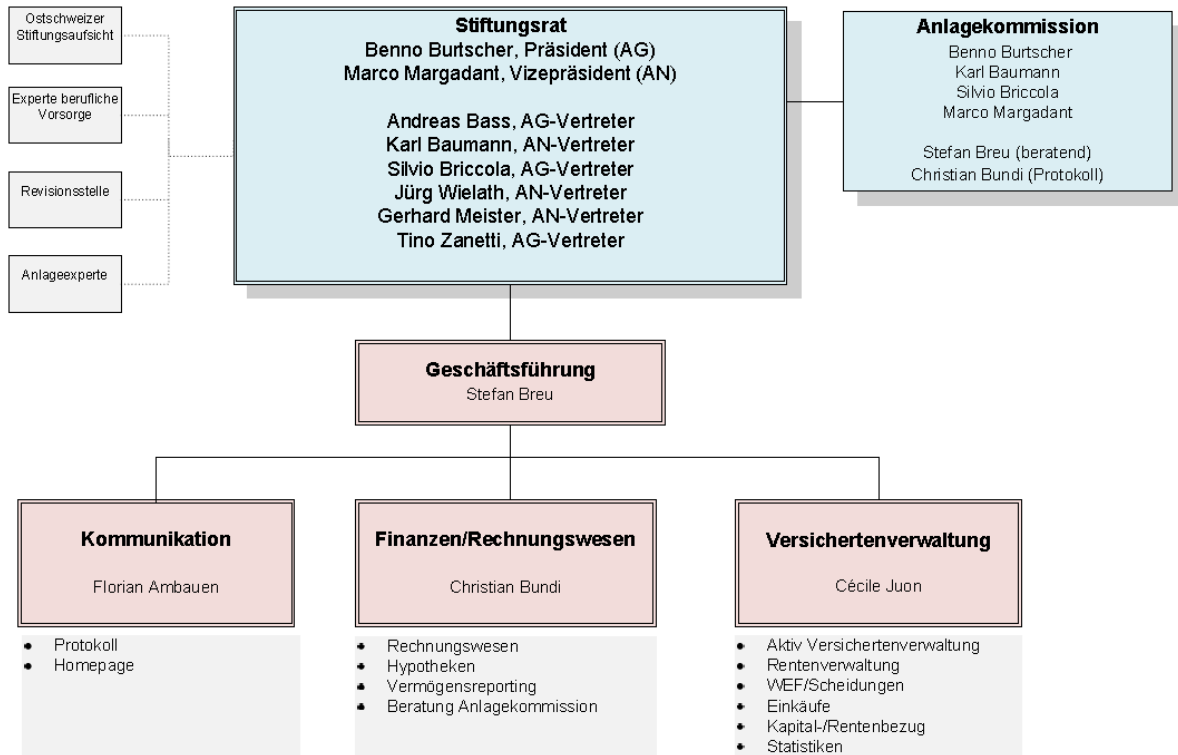 Ostschweizer
Stiftungsaufsicht
Experte berufliche
Vorsorge
Revisionsstelle
Anlageexperte
Stiftungsrat
Benno Burtscher, Präsident (AG)
Marco Margadant, Vizepräsident (AN)
Andreas Bass, AG-Vertreter
Karl Baumann, AN-Vertreter
Silvio Briccola, AG-Vertreter
Jürg Wielath, AN-Vertreter
Gerhard Meister, AN-Vertreter
Tino Zanetti, AG-Vertreter
Anlagekommission
Benno Burtscher
Karl Baumann
Silvio Briccola
Marco Margadant
Stefan Breu (beratend)
Christian Bundi (Protokoll)
Geschäftsführung
Stefan Breu
Kommunikation
Florian Ambauen
• Protokoll
• Homepage
Finanzen/Rechnungswesen
Christian Bundi
• Rechnungswesen
• Hypotheken
• Vermögensreporting
• Beratung Anlagekommission
Versichertenverwaltung
Cécile Juon
• Aktiv Versichertenverwaltung
• Rentenverwaltung
• WEF/Scheidungen
• Einkäufe
• Kapital-/Rentenbezug
• Statistiken